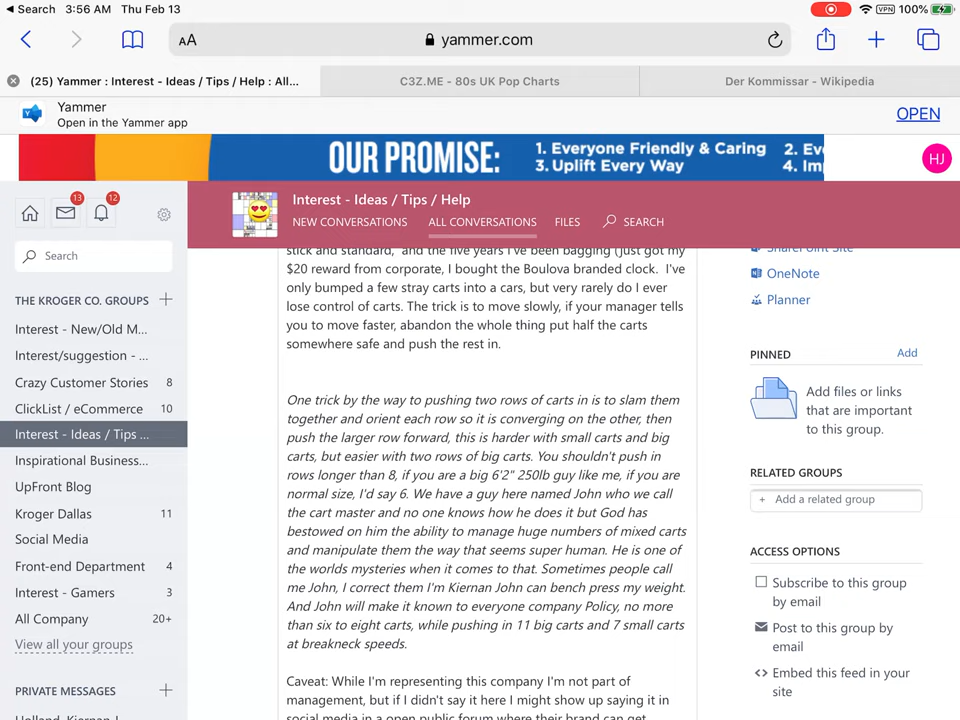 Search 3:56 AM Thu Feb 13 VPN 100%
AA yammer.com
(25) Yammer : Interest - Ideas / Tips / Help : All...
C3Z.ME - 80s UK Pop Charts
Der Kommissar - Wikipedia
Yammer
Open in the Yammer app
OPEN
OUR PROMISE:
1. Everyone Friendly & Caring 2. Ev
3. Uplift Every Way 4. Im
HJ
13
12
Search
THE KROGER CO. GROUPS
Interest - New/Old M...
Interest/suggestion - ...
Crazy Customer Stories 8
ClickList / eCommerce 10
Interest - Ideas / Tips ...
Inspirational Business...
UpFront Blog
Kroger Dallas 11
Social Media
Front-end Department 4
Interest - Gamers 3
All Company 20+
View all your groups
PRIVATE MESSAGES
Holland, Kiernan J
Interest - Ideas / Tips / Help
NEW CONVERSATIONS ALL CONVERSATIONS FILES SEARCH
stick and standard, and the five years I've been bagging (just got my
$20 reward from corporate, I bought the Boulova branded clock. I've
only bumped a few stray carts into a cars, but very rarely do I ever
lose control of carts. The trick is to move slowly, if your manager tells
you to move faster, abandon the whole thing put half the carts
somewhere safe and push the rest in.
One trick by the way to pushing two rows of carts in is to slam them
together and orient each row so it is converging on the other, then
push the larger row forward, this is harder with small carts and big
carts, but easier with two rows of big carts. You shouldn't push in
rows longer than 8, if you are a big 6'2" 250lb guy like me, if you are
normal size, I'd say 6. We have a guy here named John who we call
the cart master and no one knows how he does it but God has
bestowed on him the ability to manage huge numbers of mixed carts
and manipulate them the way that seems super human. He is one of
the worlds mysteries when it comes to that. Sometimes people call
me John, I correct them I'm Kiernan John can bench press my weight.
And John will make it known to everyone company Policy, no more
than six to eight carts, while pushing in 11 big carts and 7 small carts
at breakneck speeds.
Caveat: While I'm representing this company I'm not part of
management, but if I didn't say it here I might show up saying it in
social media in a open public forum where their brand can get
SharePoint Site
OneNote
Planner
PINNED Add
Add files or links
that are important
to this group.
RELATED GROUPS
+ Add a related group
ACCESS OPTIONS
Subscribe to this group
by email
Post to this group by
email
Embed this feed in your
site